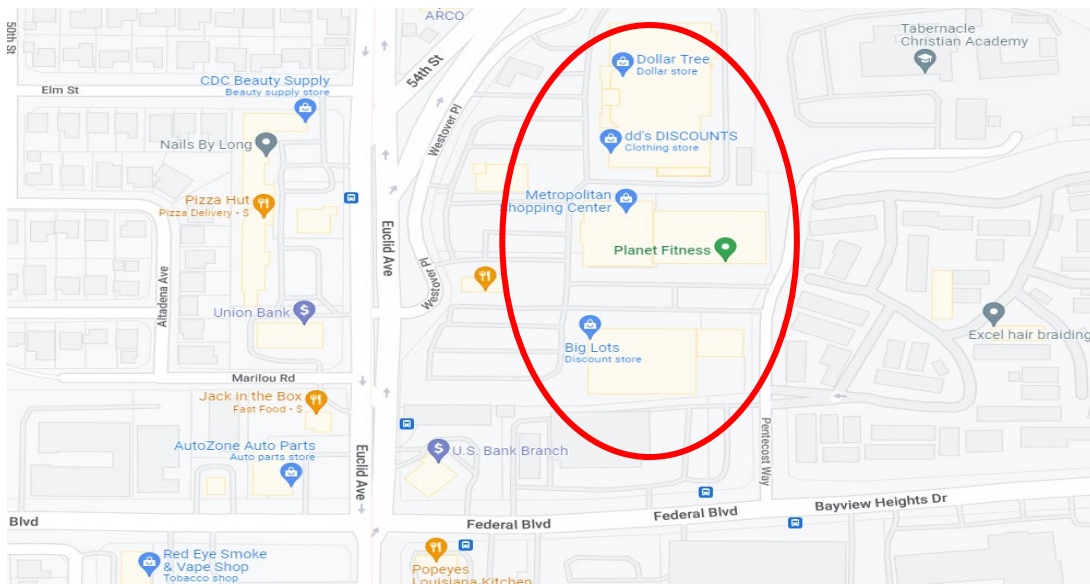 50th St
ARCO
Tabernacle
Christian Academy
Dollar Tree
Dollar store
54th St
CDC Beauty Supply
Beauty supply store
Elm St
Westover Pl
dd's DISCOUNTS
Clothing store
Nails By Long
Metropolitan
Shopping Center
Pizza Hut
Pizza Delivery • $
Euclid Ave
Planet Fitness
Westover Pl
Altadena Ave
Union Bank
Excel hair braiding
Big Lots
Discount store
Marilou Rd
Jack in the Box
Fast Food • $
AutoZone Auto Parts
Auto parts store
Euclid Ave
U.S. Bank Branch
Pentecost Way
Blvd
Federal Blvd
Federal Blvd
Bayview Heights Dr
Red Eye Smoke
& Vape Shop
Tobacco shop
Popeyes
Louisiana Kitchen